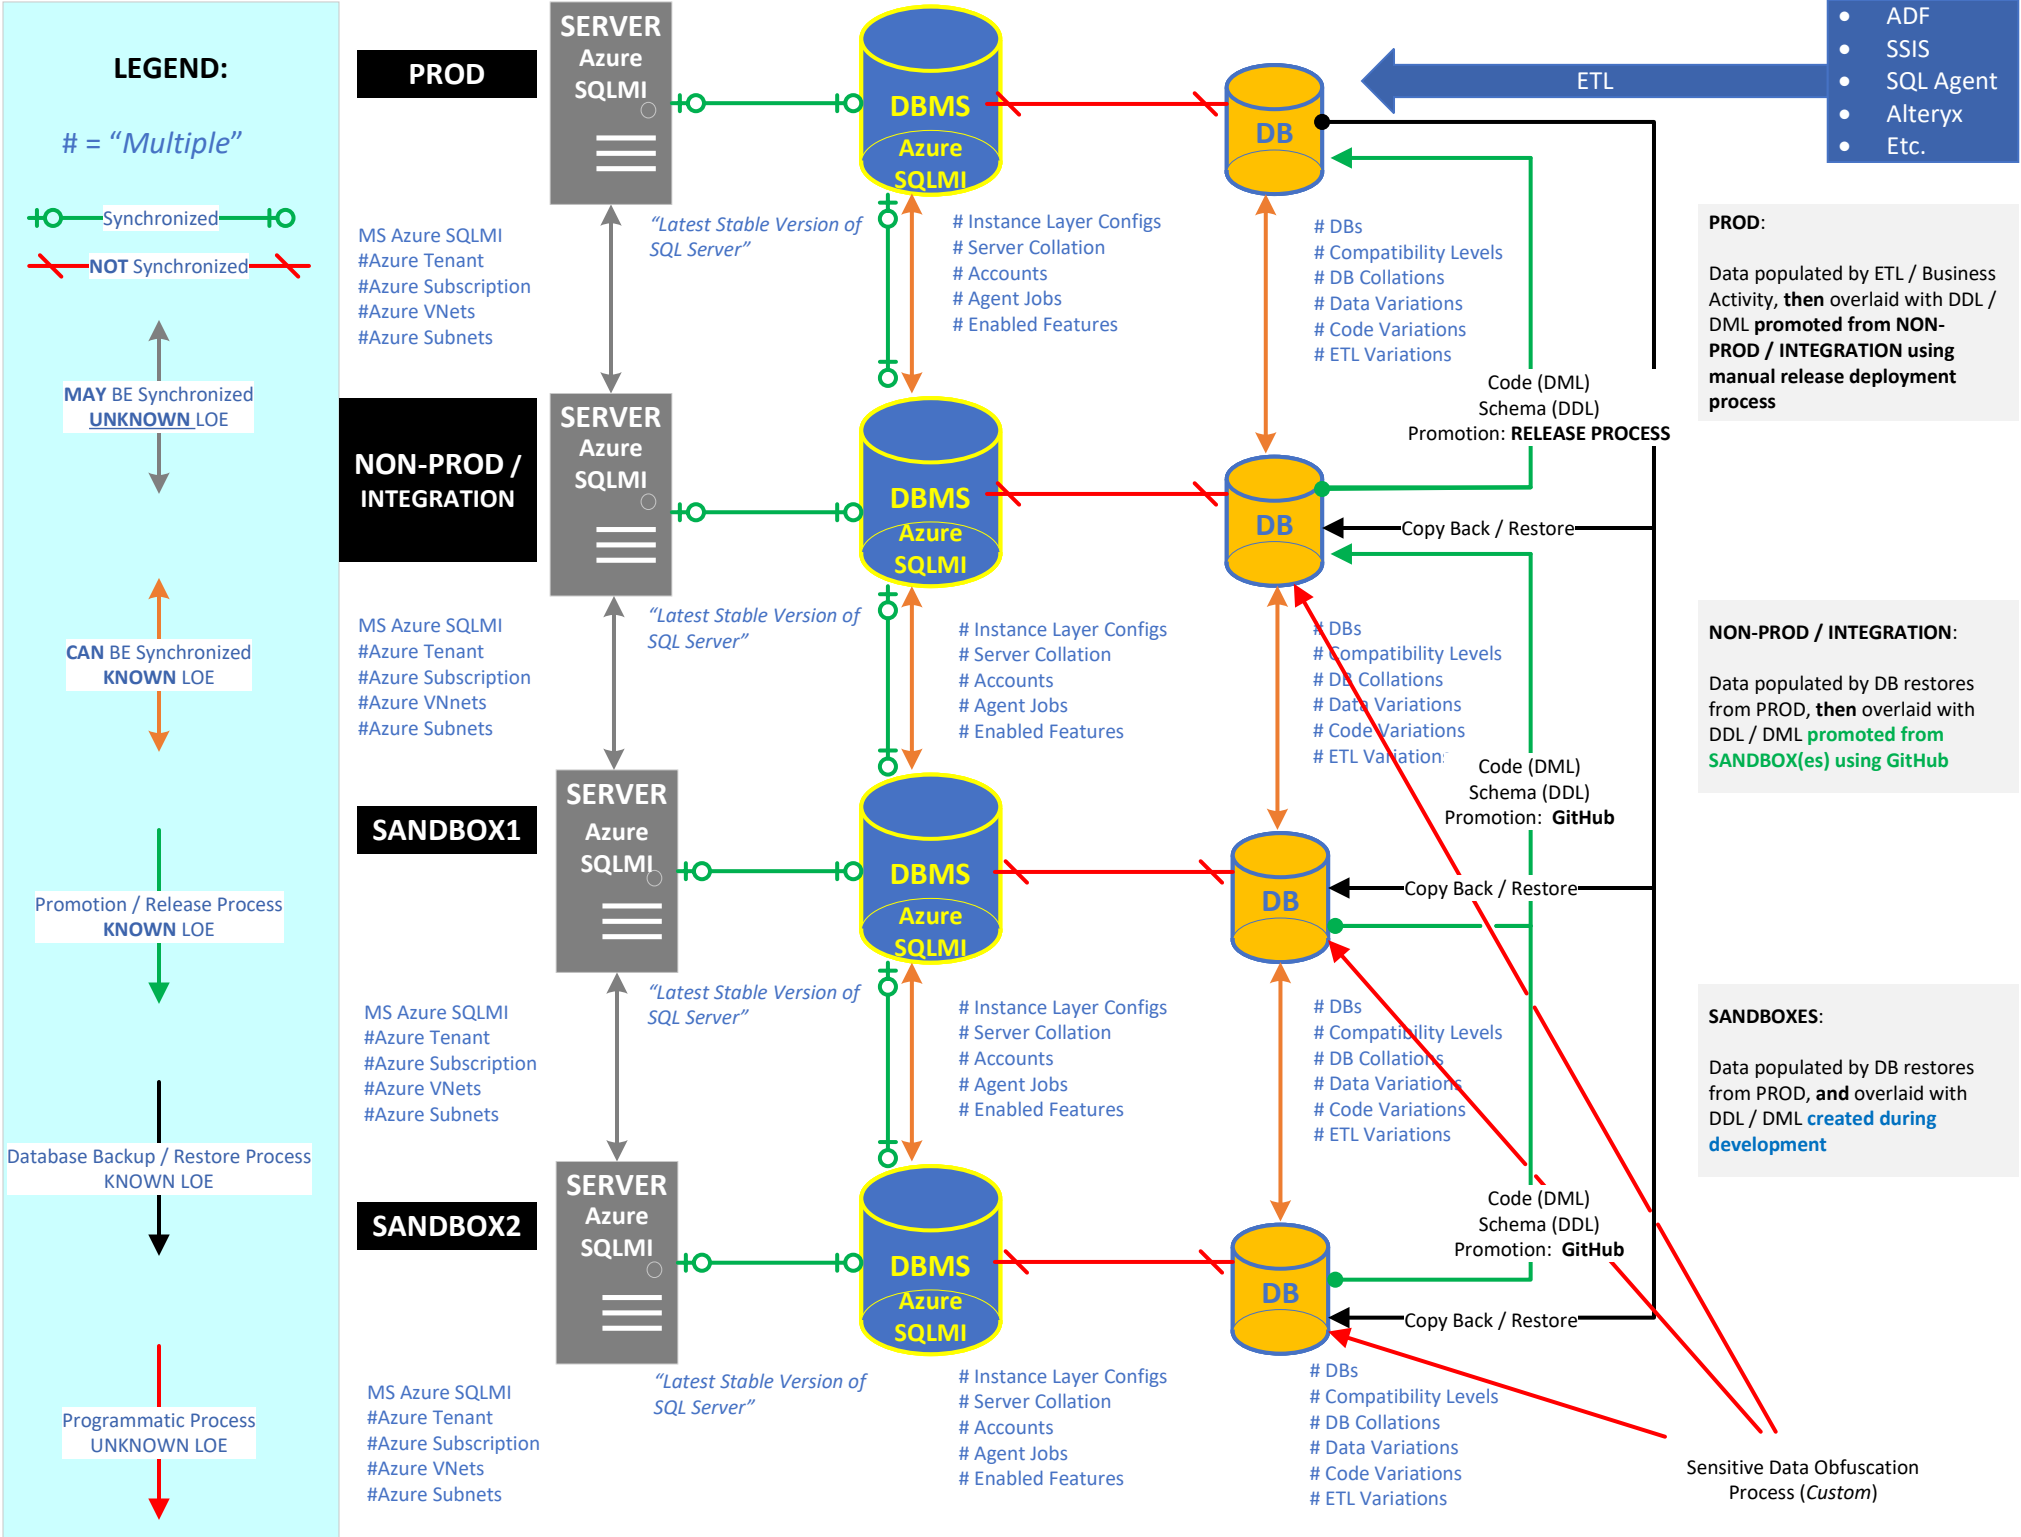 LEGEND:
# = “Multiple”
Synchronized
NOT Synchronized
MAY BE Synchronized
UNKNOWN LOE
CAN BE Synchronized
KNOWN LOE
Promotion / Release Process
KNOWN LOE
Database Backup / Restore Process
KNOWN LOE
Programmatic Process
UNKNOWN LOE
PROD
SERVER
Azure
SQLMI
DBMS
Azure
SQLMI
DB
ETL
• ADF
• SSIS
• SQL Agent
• Alteryx
• Etc.
MS Azure SQLMI
#Azure Tenant
#Azure Subscription
#Azure VNets
#Azure Subnets
“Latest Stable Version of
SQL Server”
# Instance Layer Configs
# Server Collation
# Accounts
# Agent Jobs
# Enabled Features
# DBs
# Compatibility Levels
# DB Collations
# Data Variations
# Code Variations
# ETL Variations
Code (DML)
Schema (DDL)
Promotion: RELEASE PROCESS
PROD:
Data populated by ETL / Business
Activity, then overlaid with DDL /
DML promoted from NON-
PROD / INTEGRATION using
manual release deployment
process
NON-PROD /
INTEGRATION
SERVER
Azure
SQLMI
DBMS
Azure
SQLMI
DB
Copy Back / Restore
MS Azure SQLMI
#Azure Tenant
#Azure Subscription
#Azure VNnets
#Azure Subnets
“Latest Stable Version of
SQL Server”
# Instance Layer Configs
# Server Collation
# Accounts
# Agent Jobs
# Enabled Features
# DBs
# Compatibility Levels
# DB Collations
# Data Variations
# Code Variations
# ETL Variation
Code (DML)
Schema (DDL)
Promotion: GitHub
NON-PROD / INTEGRATION:
Data populated by DB restores
from PROD, then overlaid with
DDL / DML promoted from
SANDBOX(es) using GitHub
SANDBOX1
SERVER
Azure
SQLMI
DBMS
Azure
SQLMI
DB
Copy Back / Restore
MS Azure SQLMI
#Azure Tenant
#Azure Subscription
#Azure VNets
#Azure Subnets
“Latest Stable Version of
SQL Server”
# Instance Layer Configs
# Server Collation
# Accounts
# Agent Jobs
# Enabled Features
# DBs
# Compatibility Levels
# DB Collations
# Data Variations
# Code Variations
# ETL Variations
SANDBOXES:
Data populated by DB restores
from PROD, and overlaid with
DDL / DML created during
development
Code (DML)
Schema (DDL)
Promotion: GitHub
SANDBOX2
SERVER
Azure
SQLMI
DBMS
Azure
SQLMI
DB
Copy Back / Restore
MS Azure SQLMI
#Azure Tenant
#Azure Subscription
#Azure VNets
#Azure Subnets
“Latest Stable Version of
SQL Server”
# Instance Layer Configs
# Server Collation
# Accounts
# Agent Jobs
# Enabled Features
# DBs
# Compatibility Levels
# DB Collations
# Data Variations
# Code Variations
# ETL Variations
Sensitive Data Obfuscation
Process (Custom)